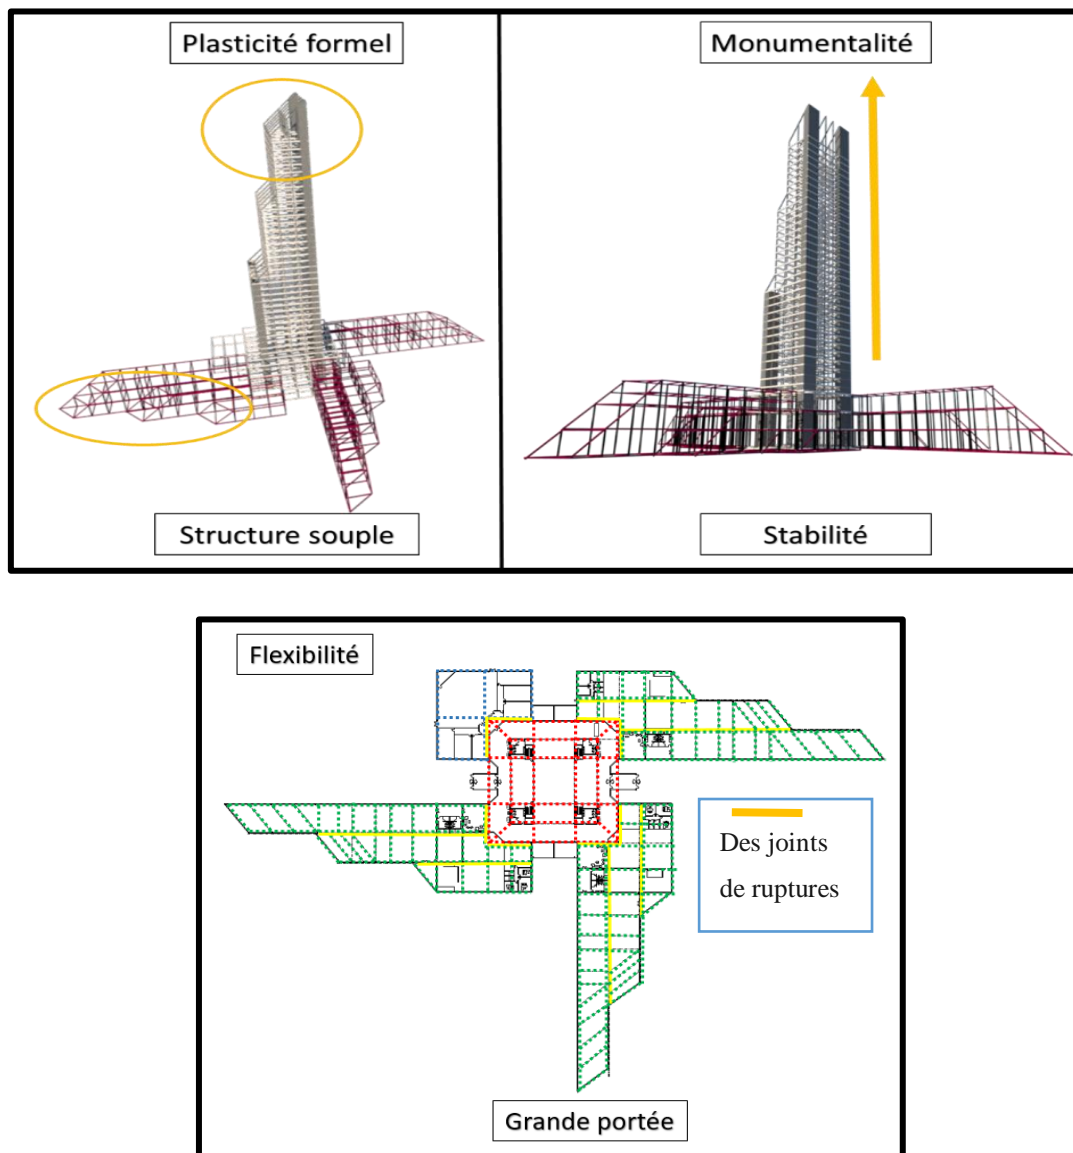 Plasticité formel
Monumentalité
Structure souple
Stabilité
Flexibilité
Des joints
de ruptures
Grande portée